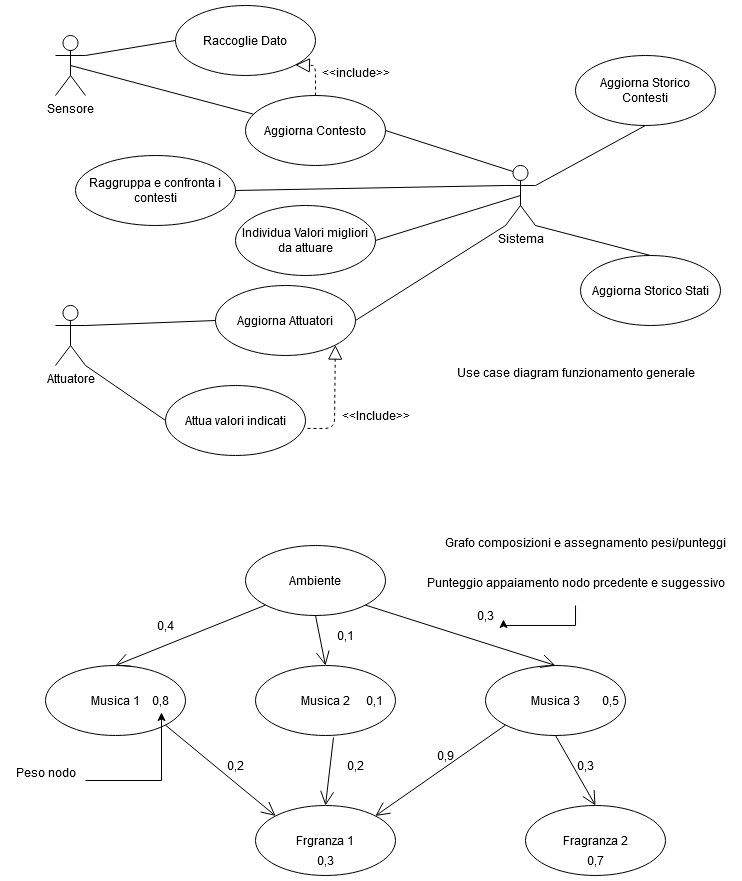 Raccoglie Dato
<<include>>
Sensore
Aggiorna Contesto
Aggiorna Storico
Contesti
Raggruppa e confronta i
contesti
Individua Valori migliori
da attuare
Sistema
Aggiorna Storico Stati
Aggiorna Attuatori
Attuatore
Use case diagram funzionamento generale
Attua valori indicati
<<Include>>
Grafo composizioni e assegnamento pesi/punteggi
Ambiente
Punteggio appaiamento nodo prcedente e suggessivo
0,4
0,1
0,3
Musica 1 0,8
Musica 2 0,1
Musica 3 0,5
Peso nodo
0,2
0,2
0,9
0,3
Frgranza 1
0,3
Fragranza 2
0,7